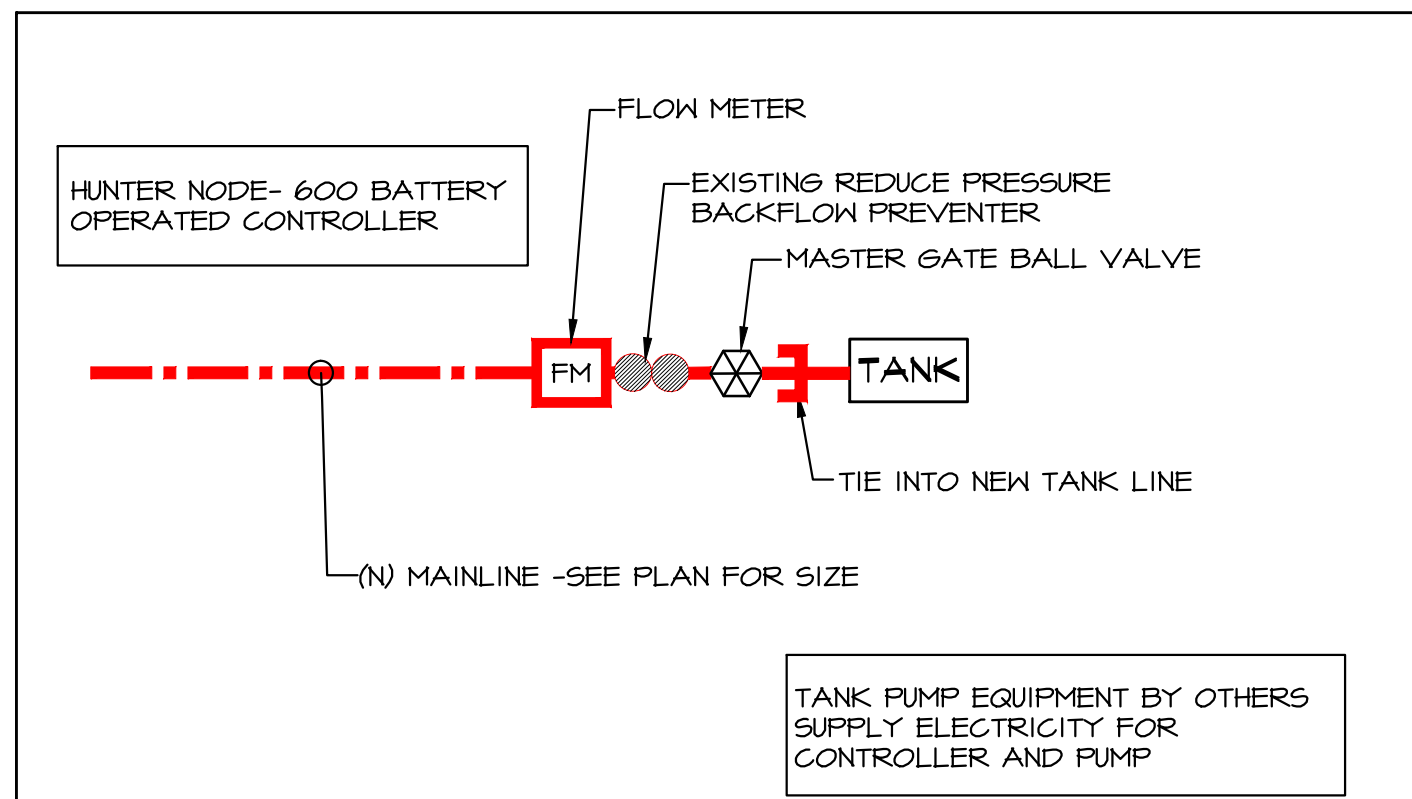 FLOW METER
HUNTER NODE- 600 BATTERY
OPERATED CONTROLLER
EXISTING REDUCE PRESSURE
BACKFLOW PREVENTER
MASTER GATE BALL VALVE
FM
TANK
TIE INTO NEW TANK LINE
(N) MAINLINE -SEE PLAN FOR SIZE
TANK PUMP EQUIPMENT BY OTHERS
SUPPLY ELECTRICITY FOR
CONTROLLER AND PUMP